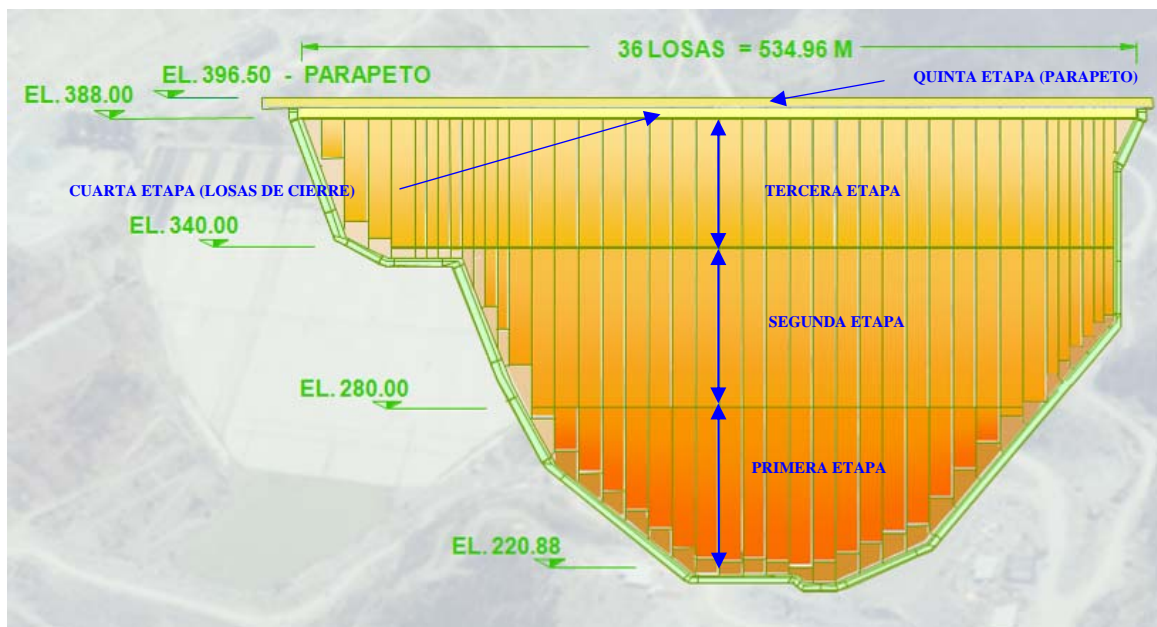 36 LOSAS = 534.96 M
EL. 396.50 - PARAPETO
QUINTA ETAPA (PARAPETO)
EL. 388.00
CUARTA ETAPA (LOSAS DE CIERRE)
TERCERA ETAPA
EL. 340.00
SEGUNDA ETAPA
EL. 280.00
PRIMERA ETAPA
EL. 220.88